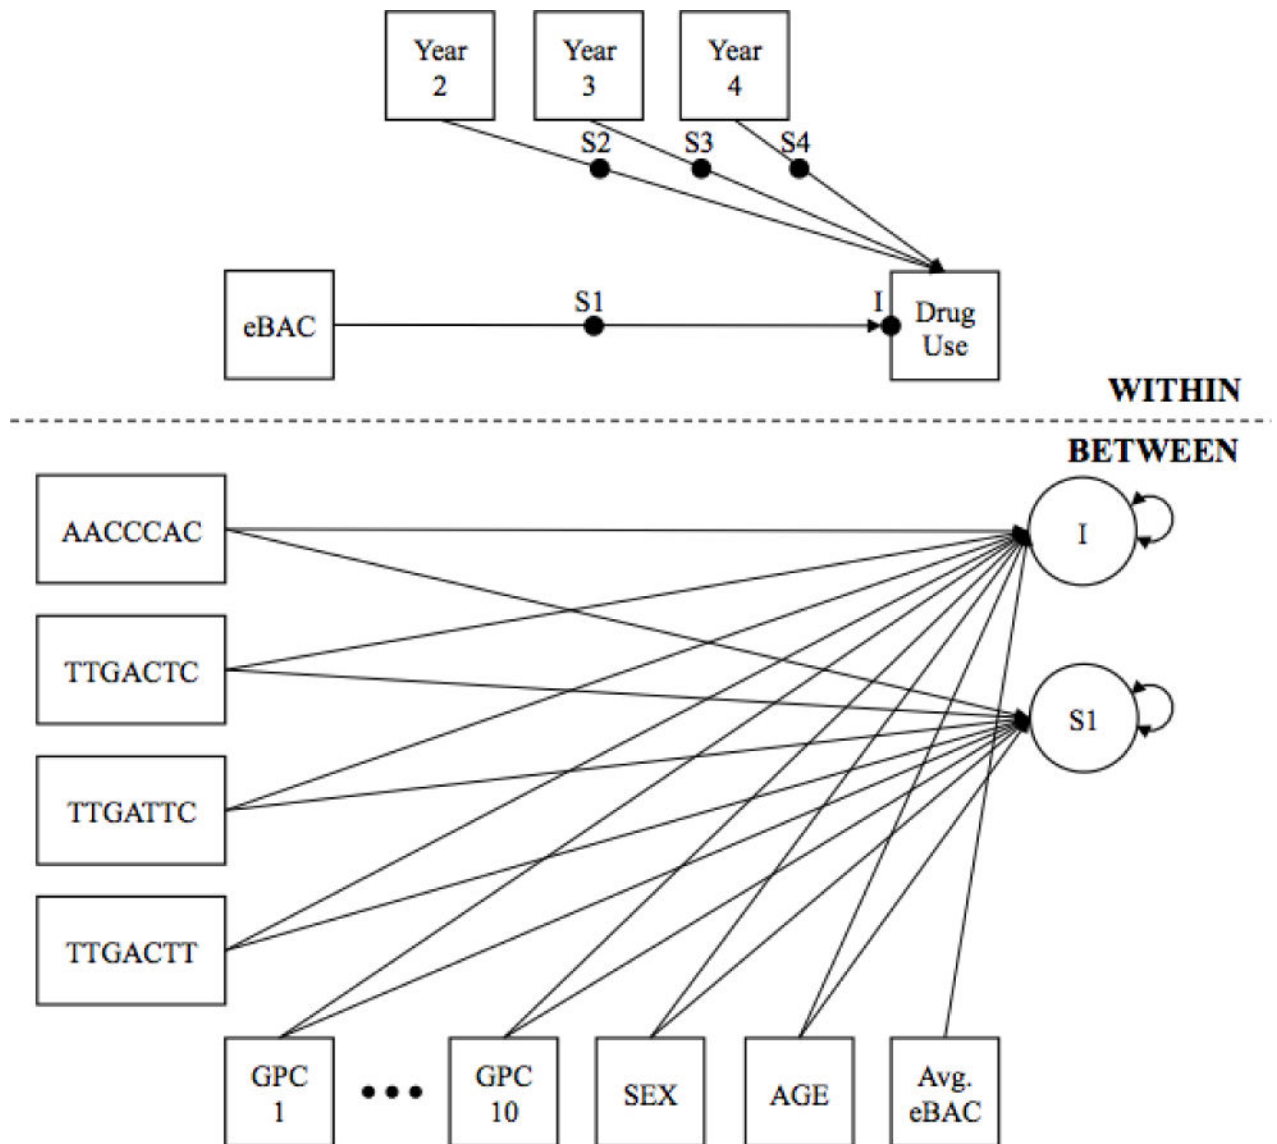 Year
2
Year
3
Year
4
S2
S3
S4
eBAC
S1
I
Drug
Use
WITHIN
BETWEEN
AACCCAC
I
TTGACTC
S1
TTGATTC
TTGACTT
GPC
1
GPC
10
SEX
AGE
Avg.
eBAC